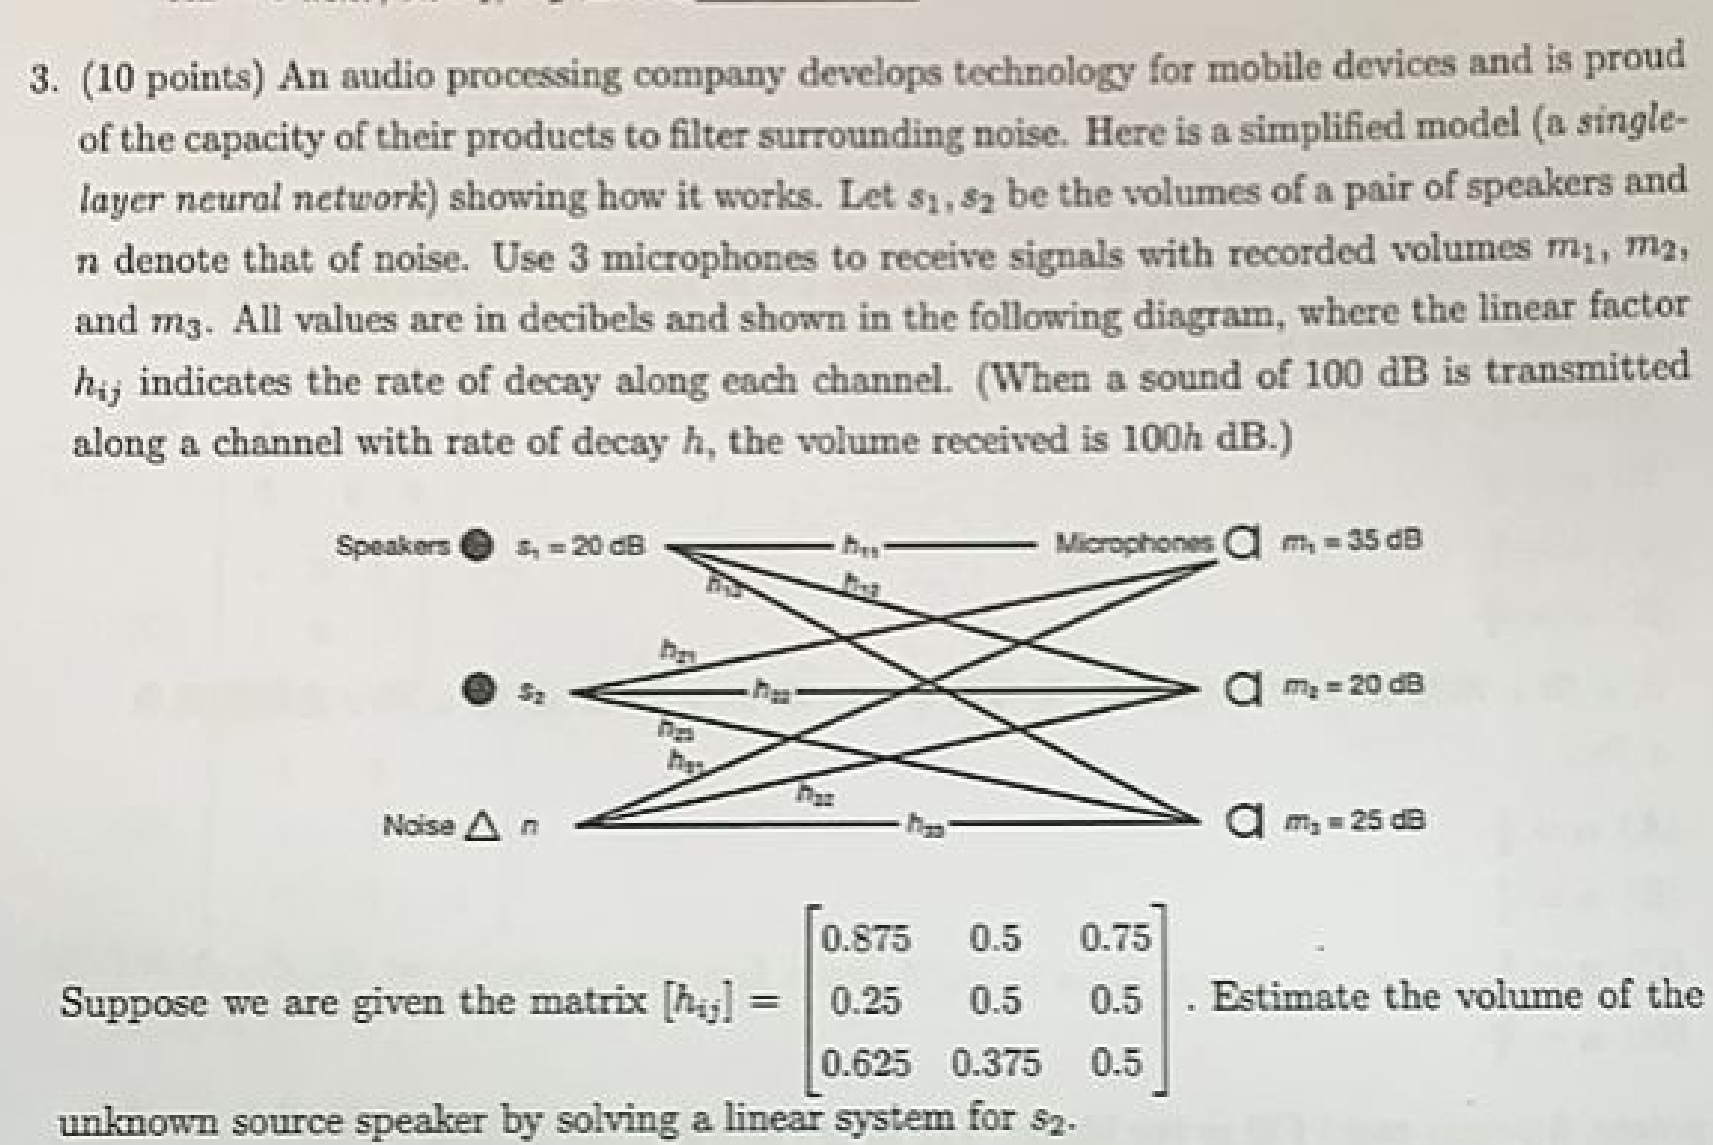 3. (10 points) An audio processing company develops technology for mobile devices and is proud
of the capacity of their products to filter surrounding noise. Here is a simplified model (a single-
layer neural network) showing how it works. Let s₁, s₂ be the volumes of a pair of speakers and
n denote that of noise. Use 3 microphones to receive signals with recorded volumes m₁, m₂,
and m₃. All values are in decibels and shown in the following diagram, where the linear factor
hᵢⱼ indicates the rate of decay along each channel. (When a sound of 100 dB is transmitted
along a channel with rate of decay h, the volume received is 100h dB.)
Speakers s₁ = 20 dB h₁₁ Microphones m₁ = 35 dB
h₁₃ h₁₂
h₂₁
s₂ h₂₂ m₂ = 20 dB
h₂₃
h₃₁
h₃₂
Noise n h₃₃ m₃ = 25 dB
0.875 0.5 0.75
Suppose we are given the matrix [hᵢⱼ] = 0.25 0.5 0.5 . Estimate the volume of the
0.625 0.375 0.5
unknown source speaker by solving a linear system for s₂.